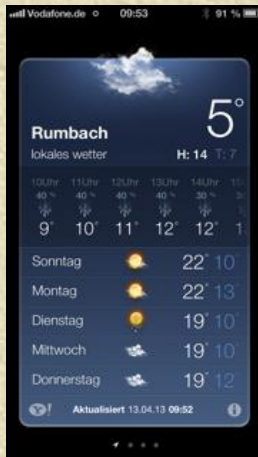 Vodafone.de 09:53 91 %
5°
Rumbach
lokales wetter H: 14 T: 7
10Uhr 11Uhr 12Uhr 13Uhr 14Uhr
40 % 40 % 40 % 40 % 30 %
9° 10° 11° 12° 12°
Sonntag 22° 10°
Montag 22° 13°
Dienstag 19° 10°
Mittwoch 19° 10°
Donnerstag 19° 12
Y! Aktualisiert 13.04.13 09:52 i